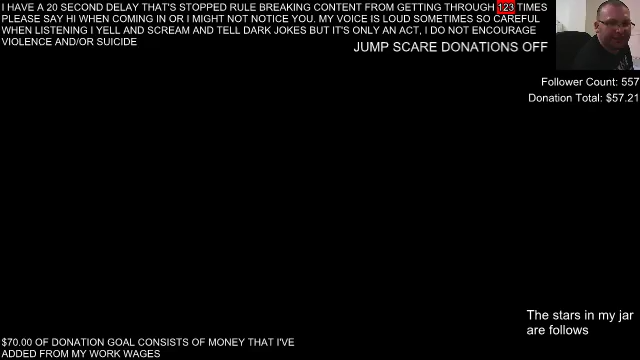 I HAVE A 20 SECOND DELAY THAT'S STOPPED RULE BREAKING CONTENT FROM GETTING THROUGH 123 TIMES
PLEASE SAY HI WHEN COMING IN OR I MIGHT NOT NOTICE YOU. MY VOICE IS LOUD SOMETIMES SO CAREFUL
WHEN LISTENING I YELL AND SCREAM AND TELL DARK JOKES BUT IT'S ONLY AN ACT, I DO NOT ENCOURAGE
VIOLENCE AND/OR SUICIDE
JUMP SCARE DONATIONS OFF
Follower Count: 557
Donation Total: $57.21
The stars in my jar
are follows
$70.00 OF DONATION GOAL CONSISTS OF MONEY THAT I'VE
ADDED FROM MY WORK WAGES